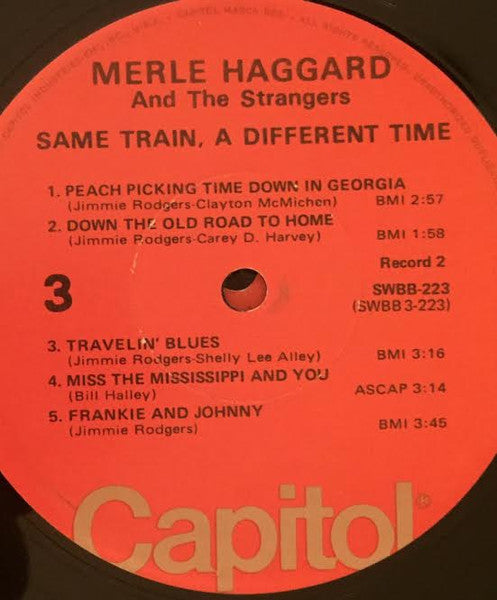 MERLE HAGGARD
And The Strangers
SAME TRAIN, A DIFFERENT TIME
1. PEACH PICKING TIME DOWN IN GEORGIA
(Jimmie Rodgers-Clayton McMichen) BMI 2:57
2. DOWN THE OLD ROAD TO HOME
(Jimmie Rodgers-Carey D. Harvey) BMI 1:58
Record 2
3
SWBB-223
(SWBB 3-223)
3. TRAVELIN' BLUES
(Jimmie Rodgers-Shelly Lee Alley) BMI 3:16
4. MISS THE MISSISSIPPI AND YOU
(Bill Halley) ASCAP 3:14
5. FRANKIE AND JOHNNY
(Jimmie Rodgers) BMI 3:45
Capitol®